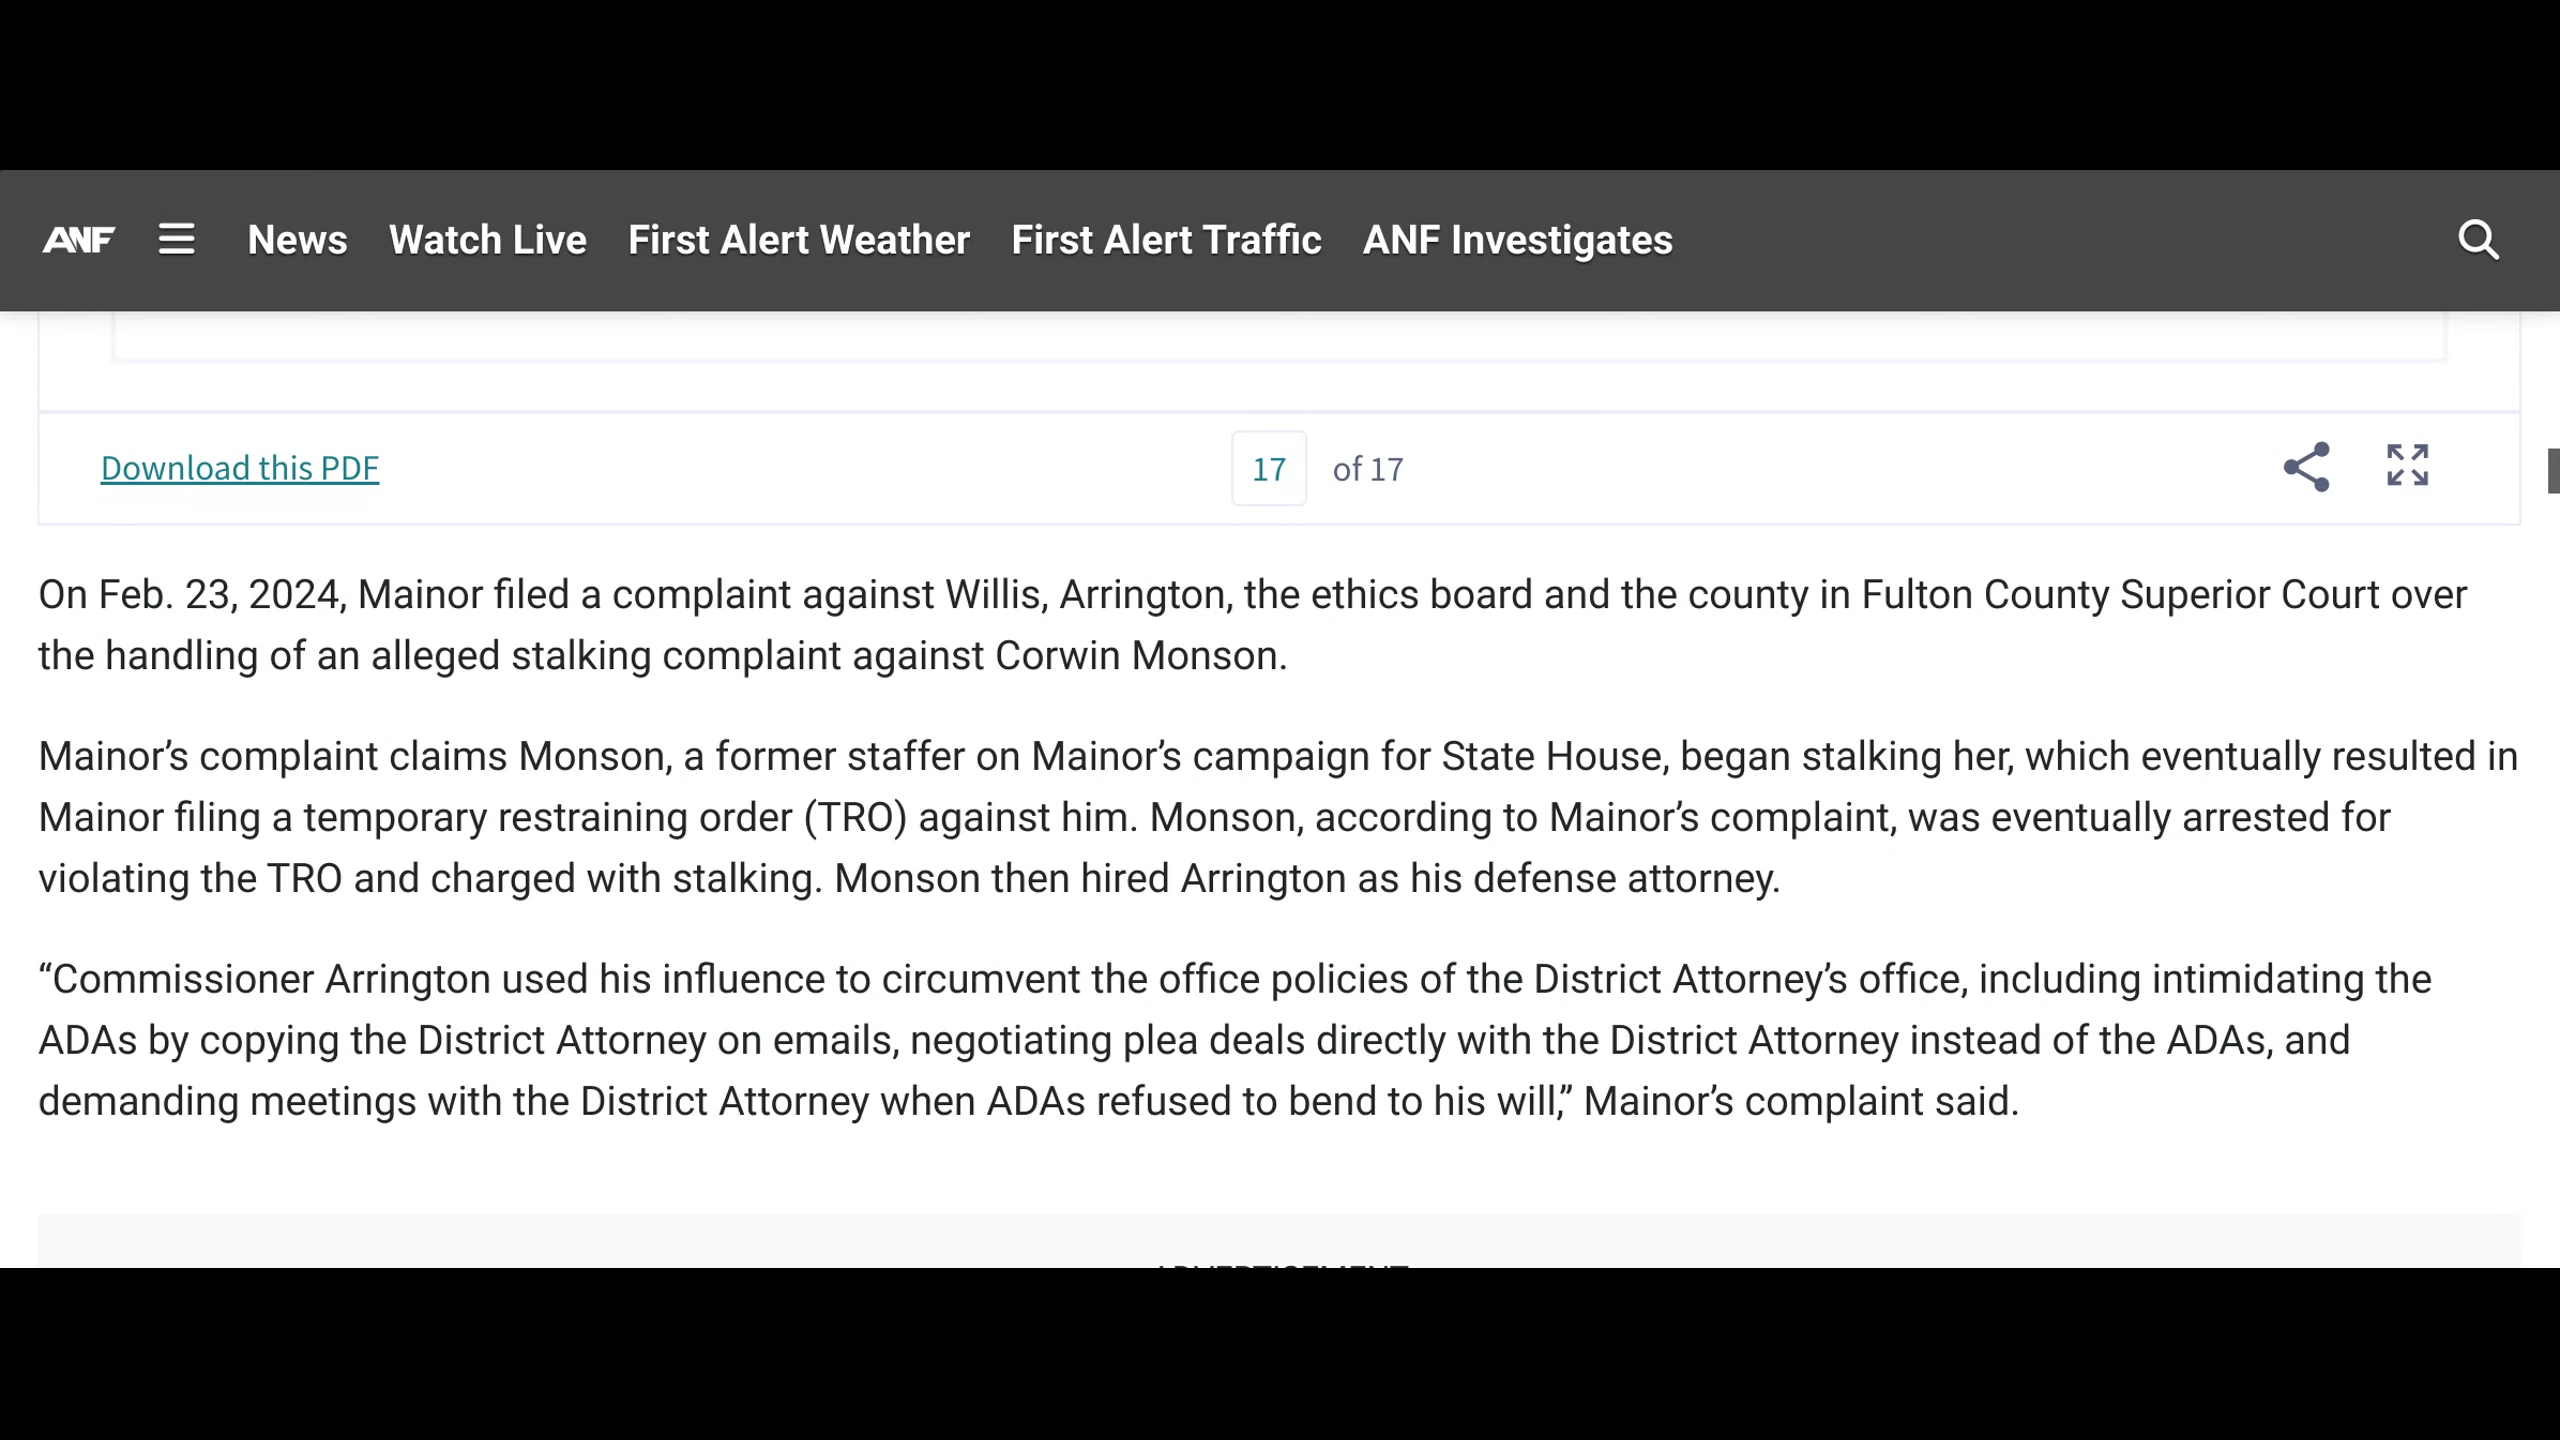 ANF News Watch Live First Alert Weather First Alert Traffic ANF Investigates
Download this PDF 17 of 17
On Feb. 23, 2024, Mainor filed a complaint against Willis, Arrington, the ethics board and the county in Fulton County Superior Court over
the handling of an alleged stalking complaint against Corwin Monson.
Mainor’s complaint claims Monson, a former staffer on Mainor’s campaign for State House, began stalking her, which eventually resulted in
Mainor filing a temporary restraining order (TRO) against him. Monson, according to Mainor’s complaint, was eventually arrested for
violating the TRO and charged with stalking. Monson then hired Arrington as his defense attorney.
“Commissioner Arrington used his influence to circumvent the office policies of the District Attorney’s office, including intimidating the
ADAs by copying the District Attorney on emails, negotiating plea deals directly with the District Attorney instead of the ADAs, and
demanding meetings with the District Attorney when ADAs refused to bend to his will,” Mainor’s complaint said.
ADVERTISEMENT